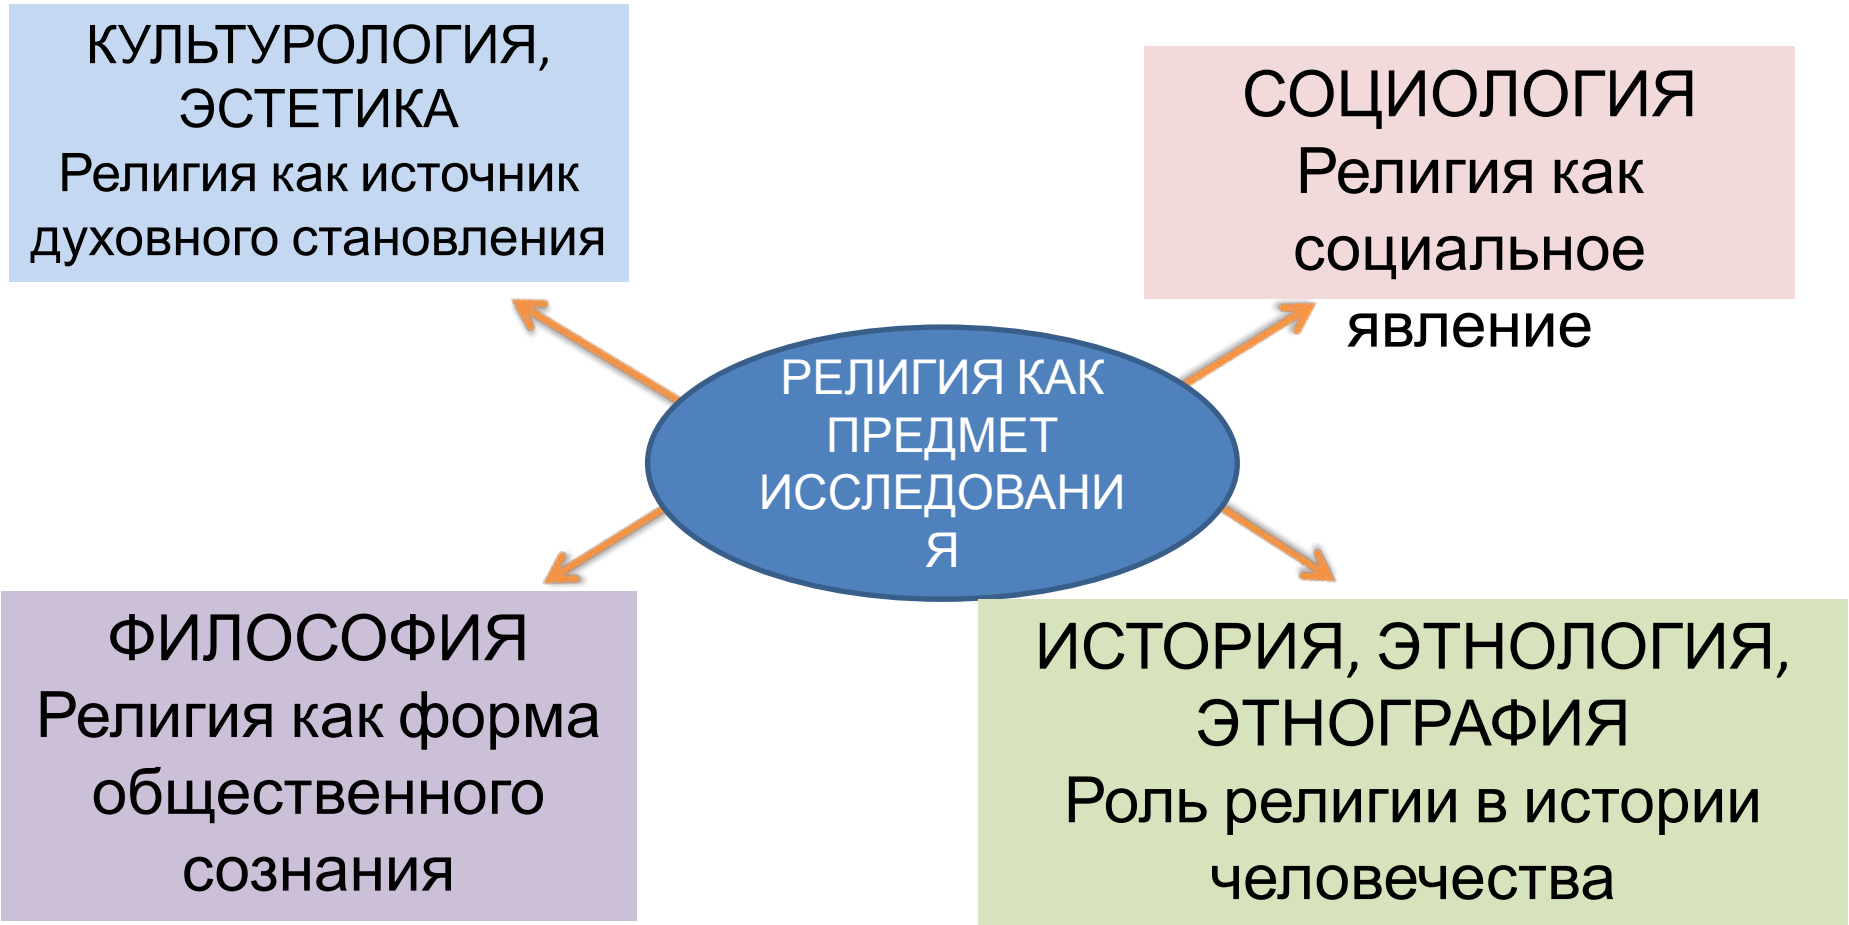 КУЛЬТУРОЛОГИЯ,
ЭСТЕТИКА
Религия как источник
духовного становления
СОЦИОЛОГИЯ
Религия как
социальное
явление
РЕЛИГИЯ КАК
ПРЕДМЕТ
ИССЛЕДОВАНИ
Я
ФИЛОСОФИЯ
Религия как форма
общественного
сознания
ИСТОРИЯ, ЭТНОЛОГИЯ,
ЭТНОГРАФИЯ
Роль религии в истории
человечества